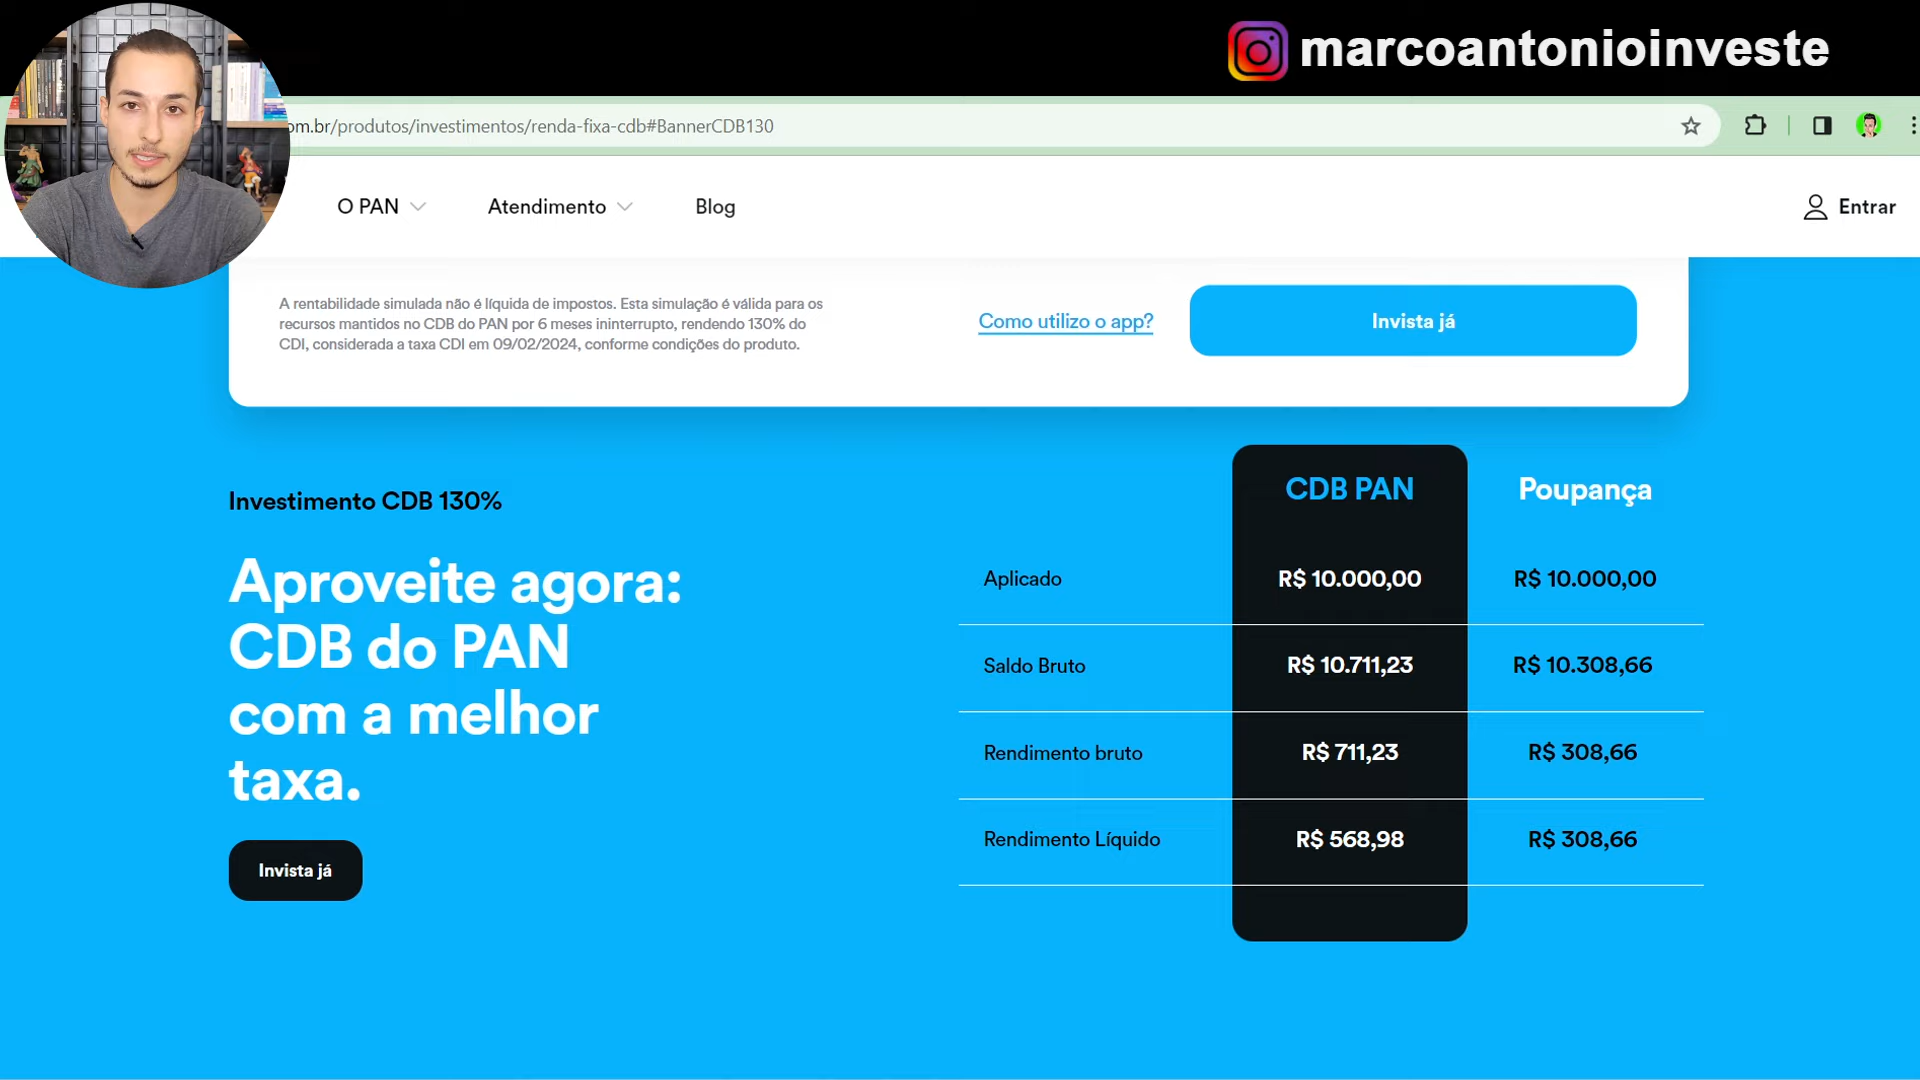 marcoantonioinveste
om.br/produtos/investimentos/renda-fixa-cdb#BannerCDB130
O PAN
Atendimento
Blog
Entrar
A rentabilidade simulada não é líquida de impostos. Esta simulação é válida para os
recursos mantidos no CDB do PAN por 6 meses ininterrupto, rendendo 130% do
CDI, considerada a taxa CDI em 09/02/2024, conforme condições do produto.
Como utilizo o app?
Invista já
Investimento CDB 130%
Aproveite agora:
CDB do PAN
com a melhor
taxa.
Invista já
CDB PAN Poupança
Aplicado R$ 10.000,00 R$ 10.000,00
Saldo Bruto R$ 10.711,23 R$ 10.308,66
Rendimento bruto R$ 711,23 R$ 308,66
Rendimento Líquido R$ 568,98 R$ 308,66